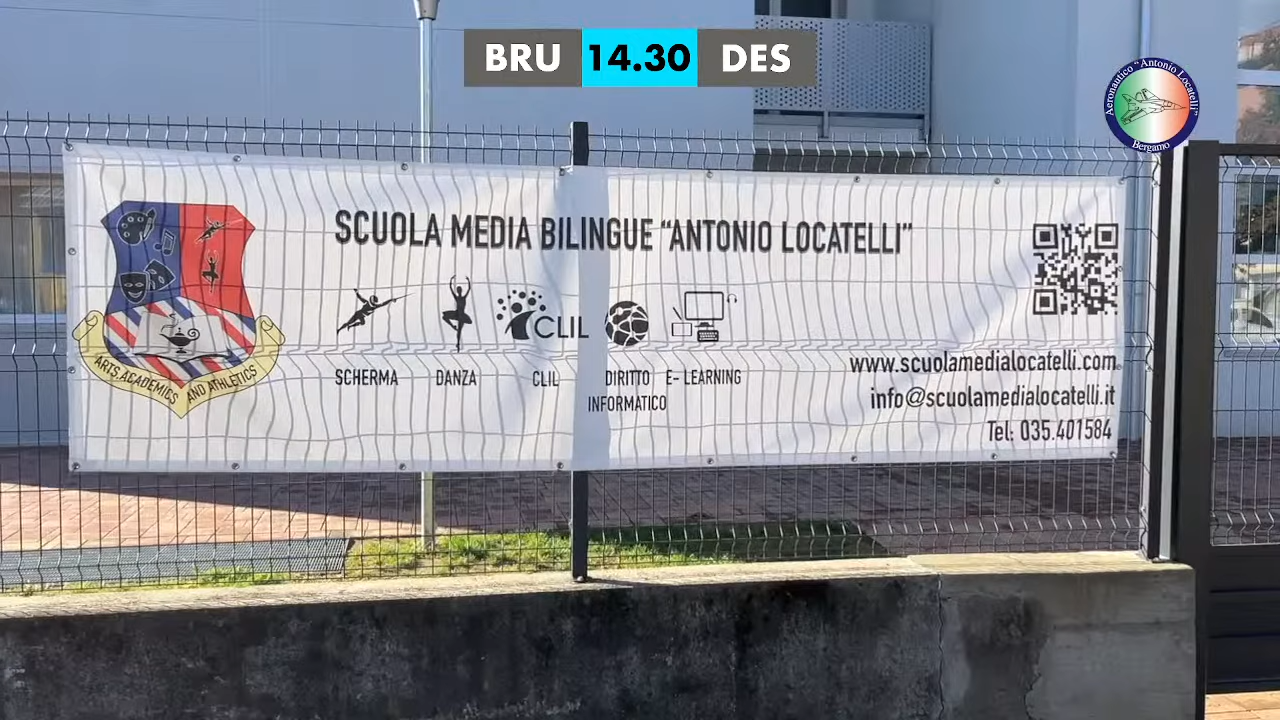 BRU 14.30 DES
Aeronautico "Antonio Locatelli"
Bergamo
SCUOLA MEDIA BILINGUE “ANTONIO LOCATELLI”
CLIL
SCHERMA DANZA CLIL DIRITTO E- LEARNING
INFORMATICO
ARTS ACADEMICS AND ATHLETICS
www.scuolamedialocatelli.com
info@scuolamedialocatelli.it
Tel: 035.401584